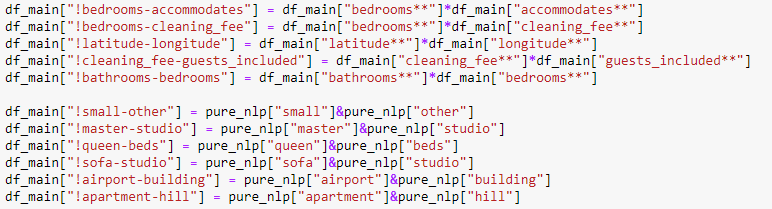 df_main["!bedrooms-accommodates"] = df_main["bedrooms**"]*df_main["accommodates**"]
df_main["!bedrooms-cleaning_fee"] = df_main["bedrooms**"]*df_main["cleaning_fee**"]
df_main["!latitude-longitude"] = df_main["latitude**"]*df_main["longitude**"]
df_main["!cleaning_fee-guests_included"] = df_main["cleaning_fee**"]*df_main["guests_included**"]
df_main["!bathrooms-bedrooms"] = df_main["bathrooms**"]*df_main["bedrooms**"]
df_main["!small-other"] = pure_nlp["small"]&pure_nlp["other"]
df_main["!master-studio"] = pure_nlp["master"]&pure_nlp["studio"]
df_main["!queen-beds"] = pure_nlp["queen"]&pure_nlp["beds"]
df_main["!sofa-studio"] = pure_nlp["sofa"]&pure_nlp["studio"]
df_main["!airport-building"] = pure_nlp["airport"]&pure_nlp["building"]
df_main["!apartment-hill"] = pure_nlp["apartment"]&pure_nlp["hill"]